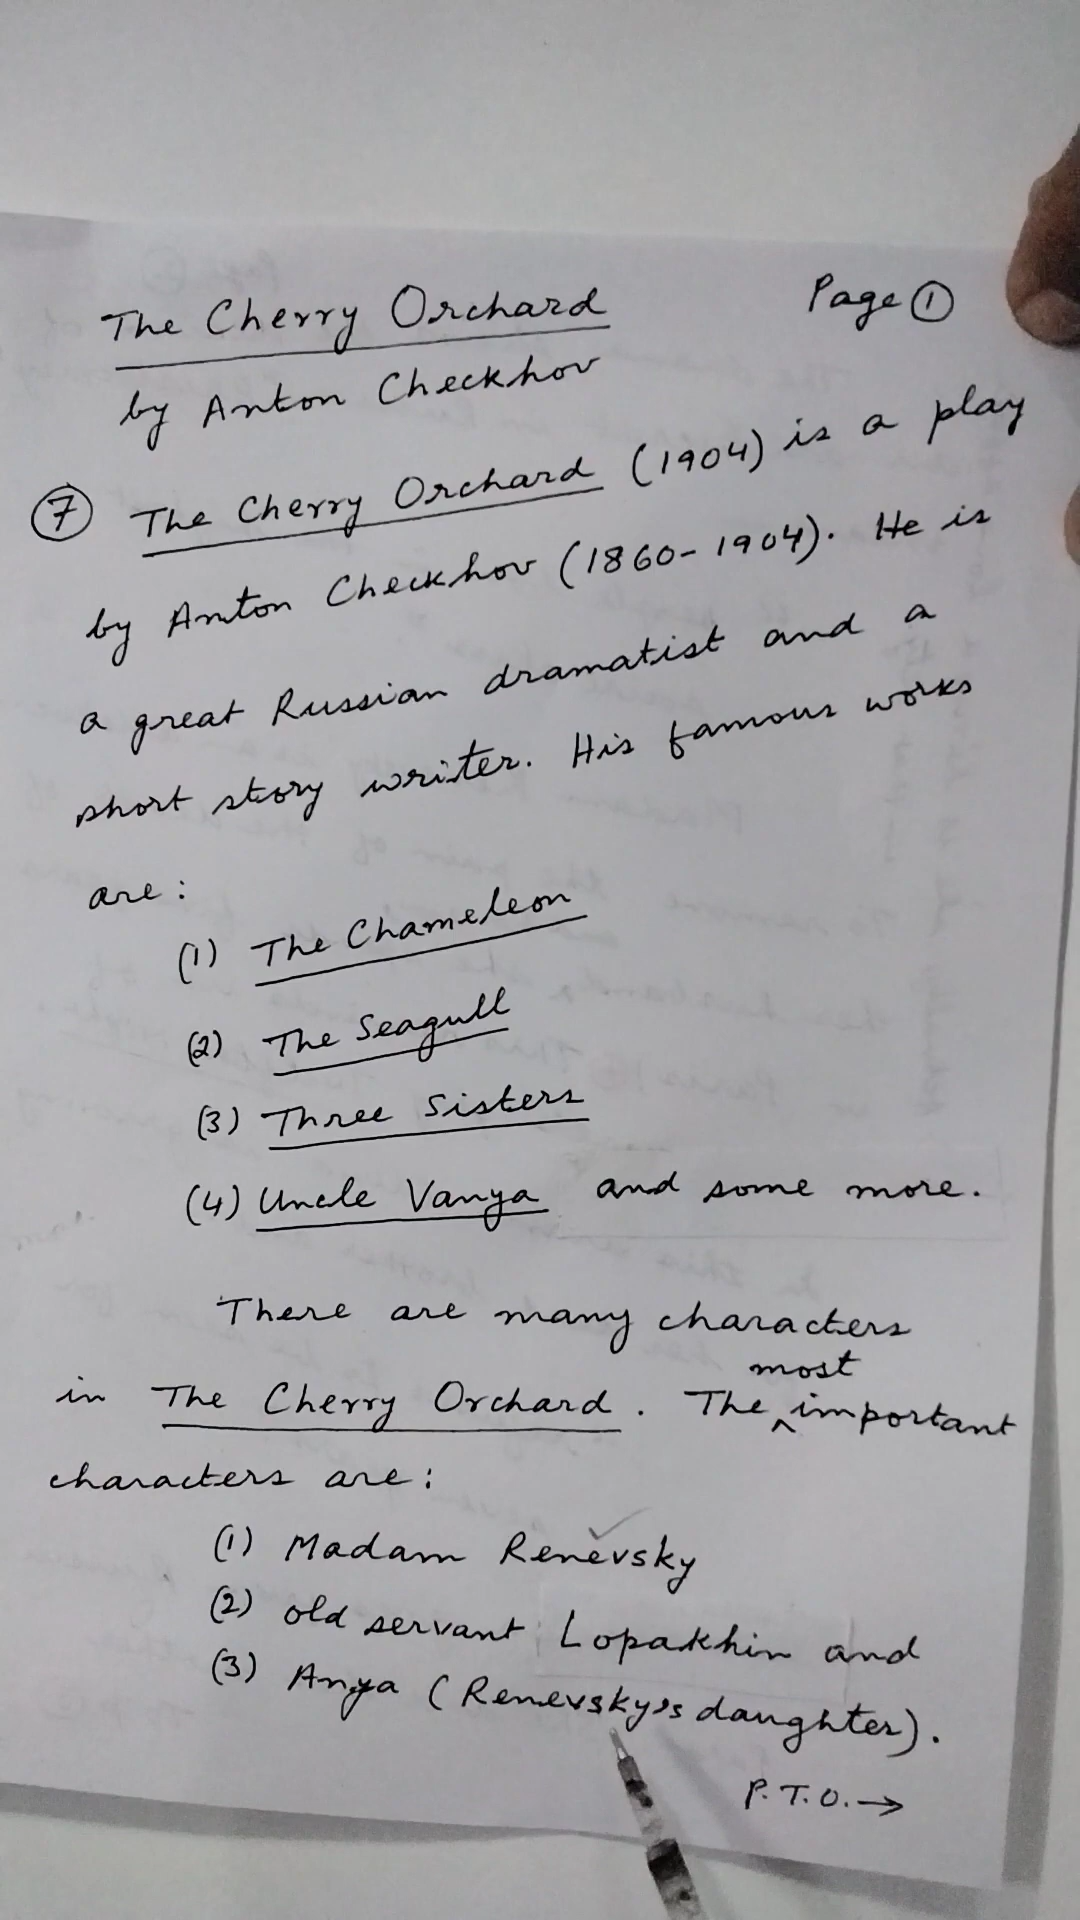 The Cherry Orchard
Page 1
by Anton Checkhov
7 The Cherry Orchard (1904) is a play
by Anton Checkhov (1860-1904). He is
a great Russian dramatist and a
short story writer. His famous works
are:
(1) The Chameleon
(2) The Seagull
(3) Three Sisters
(4) Uncle Vanya and some more.
There are many characters
in The Cherry Orchard. The most important
characters are:
(1) Madam Renevsky
(2) old servant Lopakhin and
(3) Anya (Renevsky's daughter).
P.T.O.→